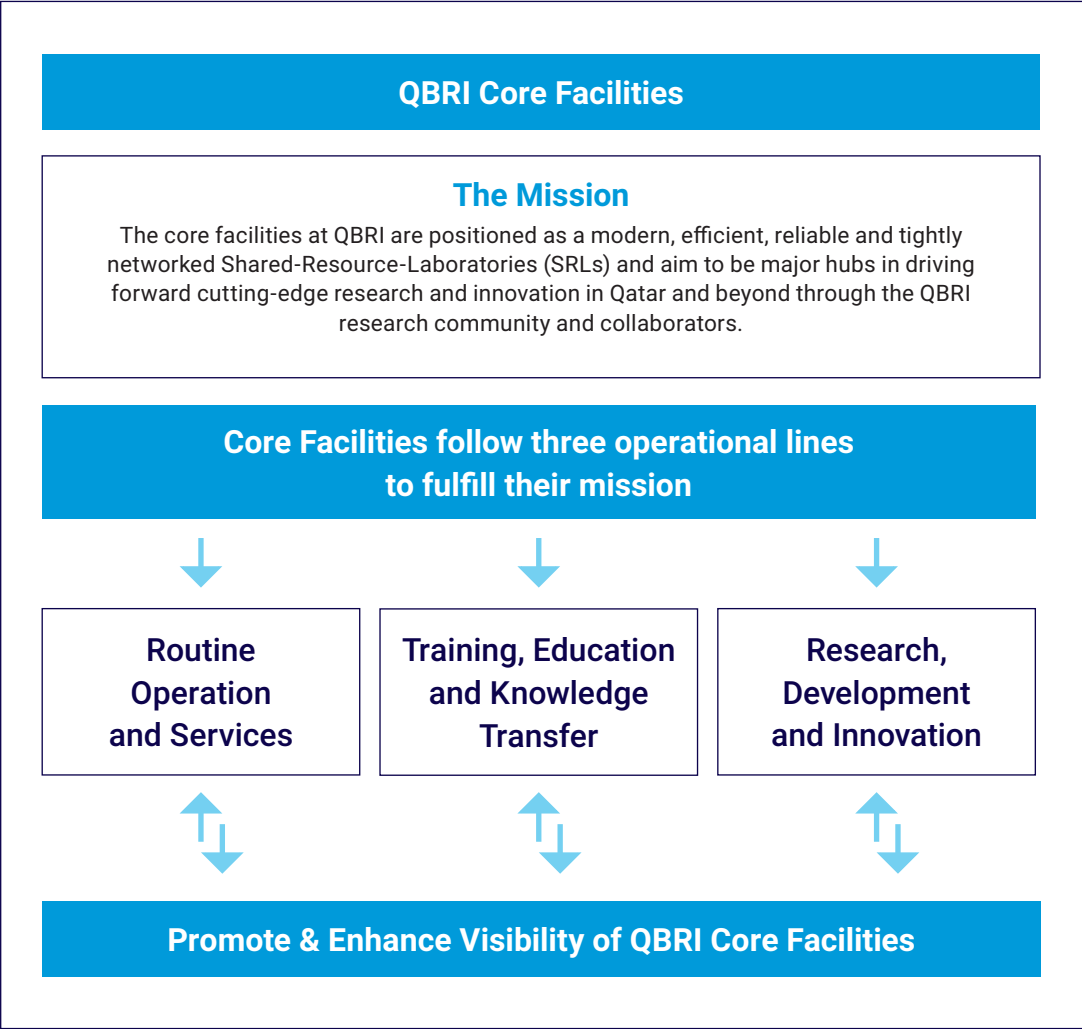 QBRI Core Facilities
The Mission
The core facilities at QBRI are positioned as a modern, efficient, reliable and tightly
networked Shared-Resource-Laboratories (SRLs) and aim to be major hubs in driving
forward cutting-edge research and innovation in Qatar and beyond through the QBRI
research community and collaborators.
Core Facilities follow three operational lines
to fulfill their mission
Routine
Operation
and Services
Training, Education
and Knowledge
Transfer
Research,
Development
and Innovation
Promote & Enhance Visibility of QBRI Core Facilities